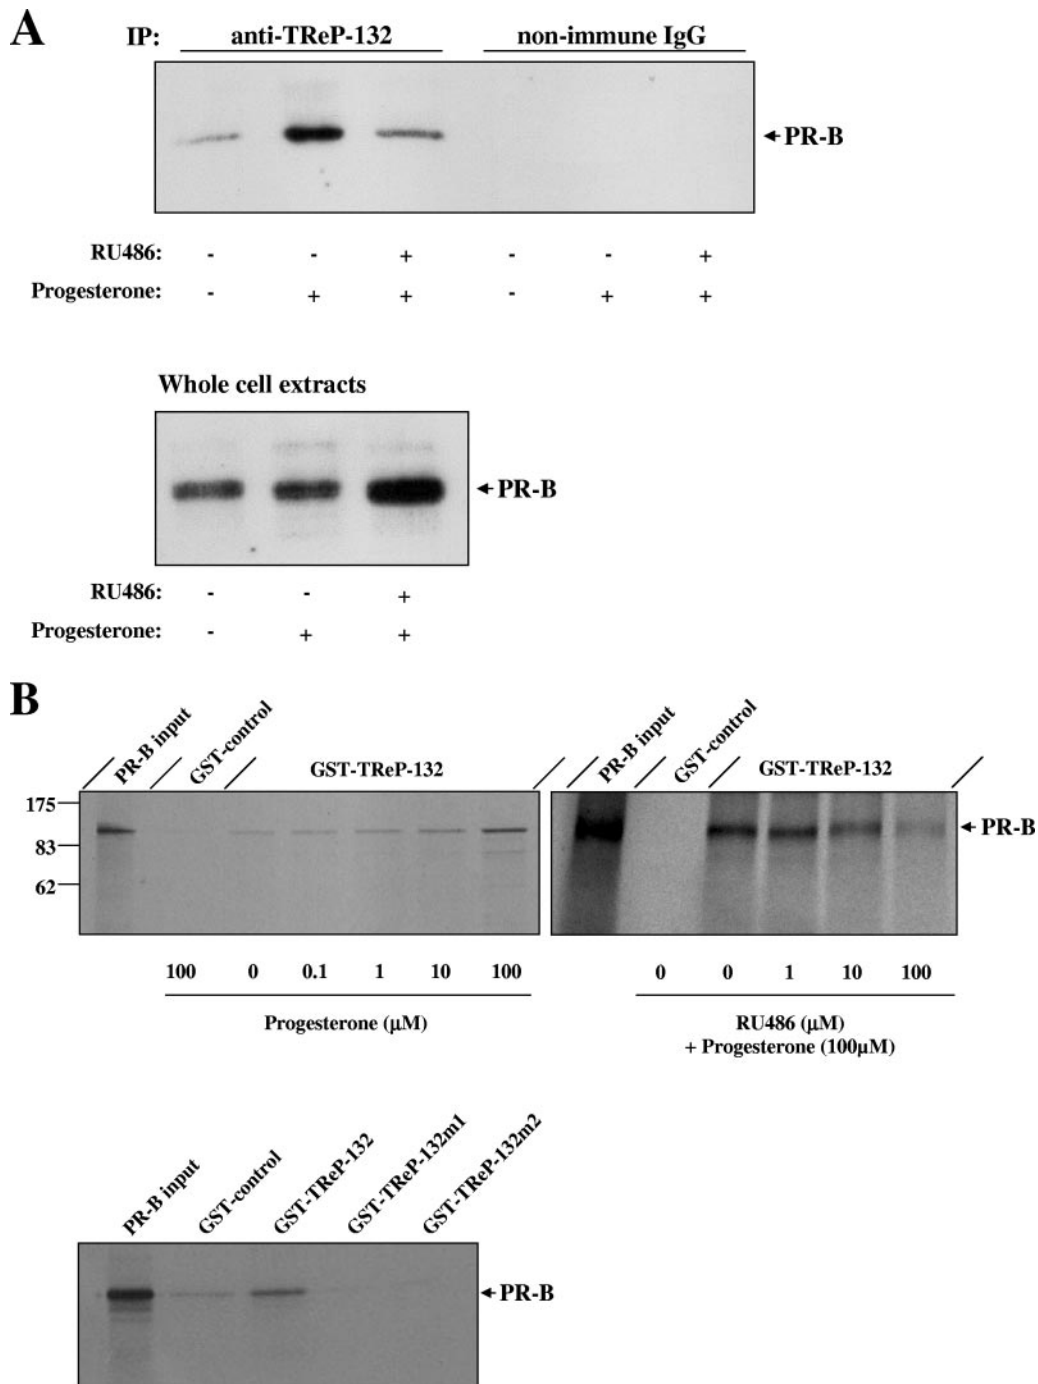 A
IP: anti-TReP-132 non-immune IgG
PR-B
RU486: - - + - - +
Progesterone: - + + - + +
Whole cell extracts
PR-B
RU486: - - +
Progesterone: - + +
B
PR-B input GST-control GST-TReP-132 PR-B input GST-control GST-TReP-132
175
83
62
PR-B
100 0 0.1 1 10 100 0 0 1 10 100
Progesterone (μM) RU486 (μM)
+ Progesterone (100μM)
PR-B input GST-control GST-TReP-132 GST-TReP-132m1 GST-TReP-132m2
PR-B